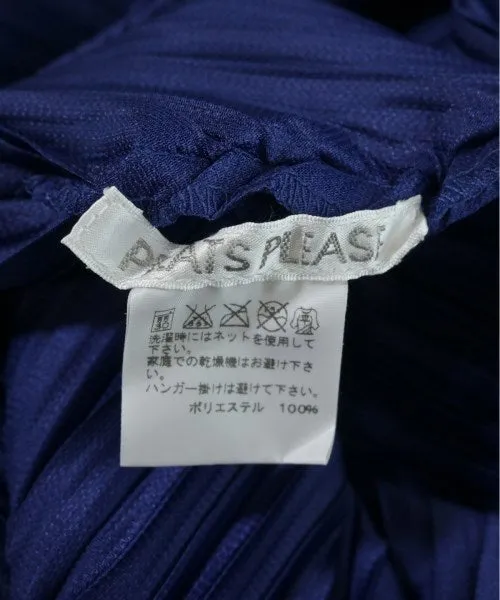 PLEATS PLEASE
洗濯時にはネットを使用して
下さい。
家庭での乾燥機はお避け下さ
い。
ハンガー掛けは避けて下さい。
ポリエステル 100%